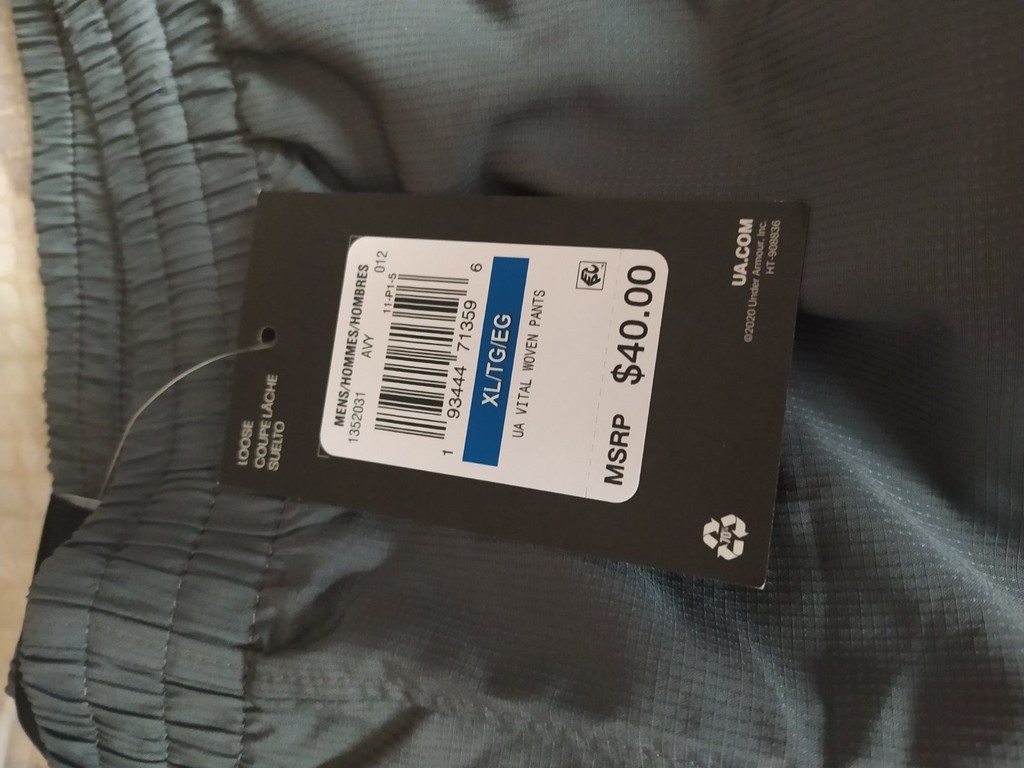 LOOSE
COUPE LÂCHE
SUELTO
MENS/HOMMES/HOMBRES
1352031 AVY 11-P1-5 012
1 93444 71359 6
XL/TG/EG
UA VITAL WOVEN PANTS
MSRP $40.00
UA.COM
©2020 Under Armour, Inc.
HT-908636